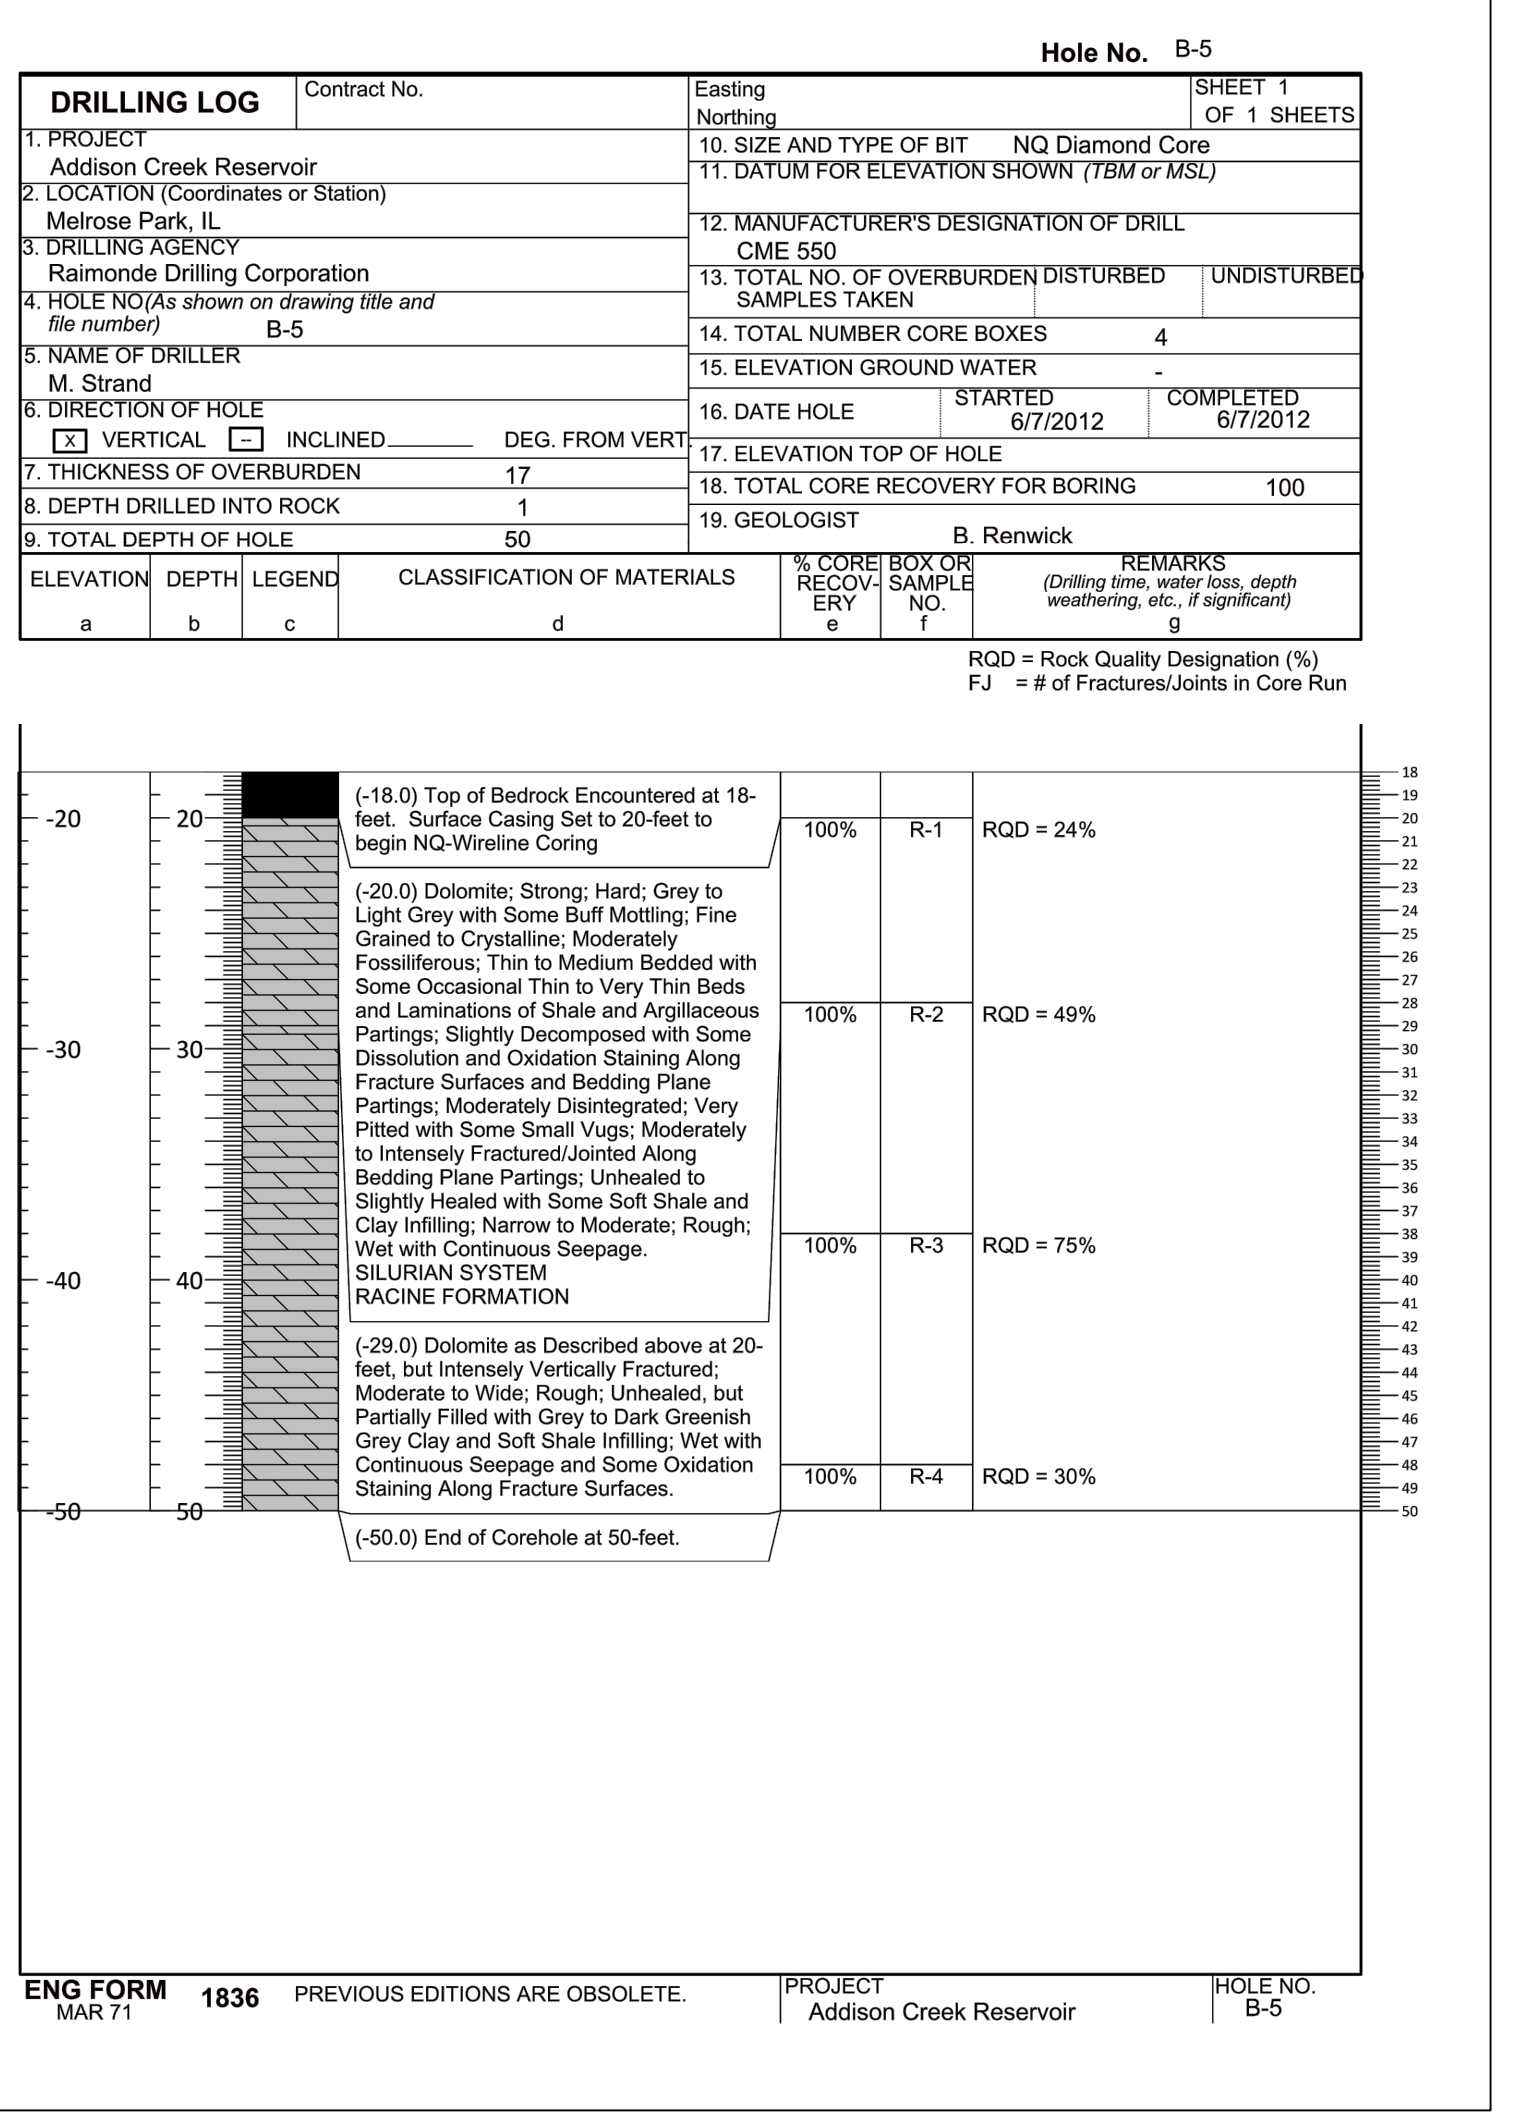 Hole No. B-5
DRILLING LOG
Contract No.
Easting
Northing
SHEET 1
OF 1 SHEETS
1. PROJECT
Addison Creek Reservoir
2. LOCATION (Coordinates or Station)
Melrose Park, IL
3. DRILLING AGENCY
Raimonde Drilling Corporation
4. HOLE NO(As shown on drawing title and
file number) B-5
5. NAME OF DRILLER
M. Strand
6. DIRECTION OF HOLE
X VERTICAL -- INCLINED DEG. FROM VERT.
7. THICKNESS OF OVERBURDEN 17
8. DEPTH DRILLED INTO ROCK 1
9. TOTAL DEPTH OF HOLE 50
10. SIZE AND TYPE OF BIT NQ Diamond Core
11. DATUM FOR ELEVATION SHOWN (TBM or MSL)
12. MANUFACTURER'S DESIGNATION OF DRILL
CME 550
13. TOTAL NO. OF OVERBURDEN DISTURBED UNDISTURBED
SAMPLES TAKEN
14. TOTAL NUMBER CORE BOXES 4
15. ELEVATION GROUND WATER -
16. DATE HOLE STARTED COMPLETED
6/7/2012 6/7/2012
17. ELEVATION TOP OF HOLE
18. TOTAL CORE RECOVERY FOR BORING 100
19. GEOLOGIST
B. Renwick
ELEVATION
a
DEPTH
b
LEGEND
c
CLASSIFICATION OF MATERIALS
d
% CORE
RECOV-
ERY
e
BOX OR
SAMPLE
NO.
f
REMARKS
(Drilling time, water loss, depth
weathering, etc., if significant)
g
RQD = Rock Quality Designation (%)
FJ = # of Fractures/Joints in Core Run
-20
-30
-40
-50
20
30
40
50
(-18.0) Top of Bedrock Encountered at 18-
feet. Surface Casing Set to 20-feet to
begin NQ-Wireline Coring
(-20.0) Dolomite; Strong; Hard; Grey to
Light Grey with Some Buff Mottling; Fine
Grained to Crystalline; Moderately
Fossiliferous; Thin to Medium Bedded with
Some Occasional Thin to Very Thin Beds
and Laminations of Shale and Argillaceous
Partings; Slightly Decomposed with Some
Dissolution and Oxidation Staining Along
Fracture Surfaces and Bedding Plane
Partings; Moderately Disintegrated; Very
Pitted with Some Small Vugs; Moderately
to Intensely Fractured/Jointed Along
Bedding Plane Partings; Unhealed to
Slightly Healed with Some Soft Shale and
Clay Infilling; Narrow to Moderate; Rough;
Wet with Continuous Seepage.
SILURIAN SYSTEM
RACINE FORMATION
(-29.0) Dolomite as Described above at 20-
feet, but Intensely Vertically Fractured;
Moderate to Wide; Rough; Unhealed, but
Partially Filled with Grey to Dark Greenish
Grey Clay and Soft Shale Infilling; Wet with
Continuous Seepage and Some Oxidation
Staining Along Fracture Surfaces.
(-50.0) End of Corehole at 50-feet.
100% R-1 RQD = 24%
100% R-2 RQD = 49%
100% R-3 RQD = 75%
100% R-4 RQD = 30%
18
19
20
21
22
23
24
25
26
27
28
29
30
31
32
33
34
35
36
37
38
39
40
41
42
43
44
45
46
47
48
49
50
ENG FORM 1836 PREVIOUS EDITIONS ARE OBSOLETE.
MAR 71
PROJECT
Addison Creek Reservoir
HOLE NO.
B-5